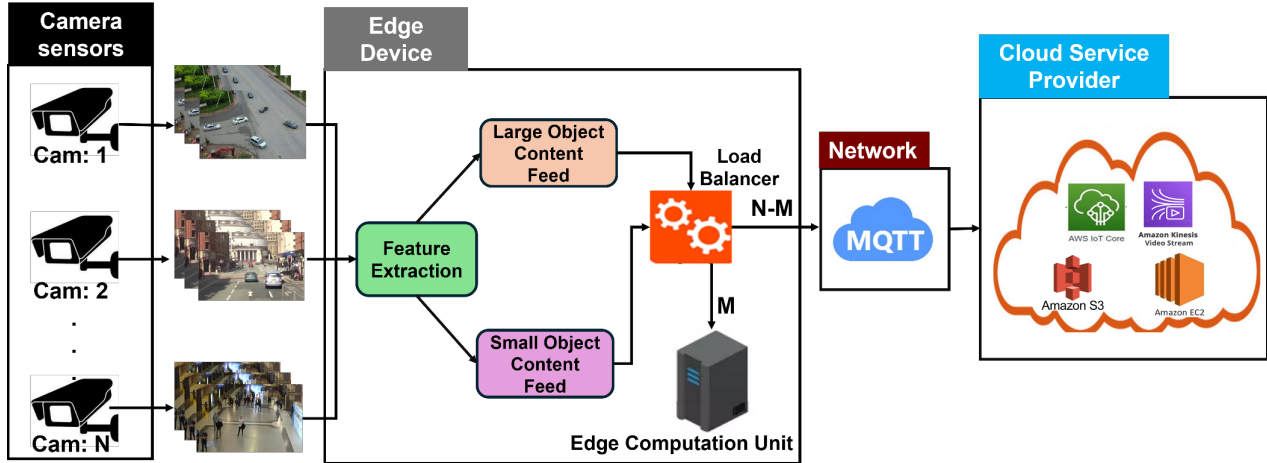 Camera
sensors
Cam: 1
Cam: 2
.
.
.
Cam: N
Edge
Device
Feature
Extraction
Large Object
Content
Feed
Small Object
Content
Feed
Load
Balancer
N-M
M
Edge Computation Unit
Network
MQTT
Cloud Service
Provider
AWS IoT Core
Amazon Kinesis
Video Stream
Amazon S3
Amazon EC2